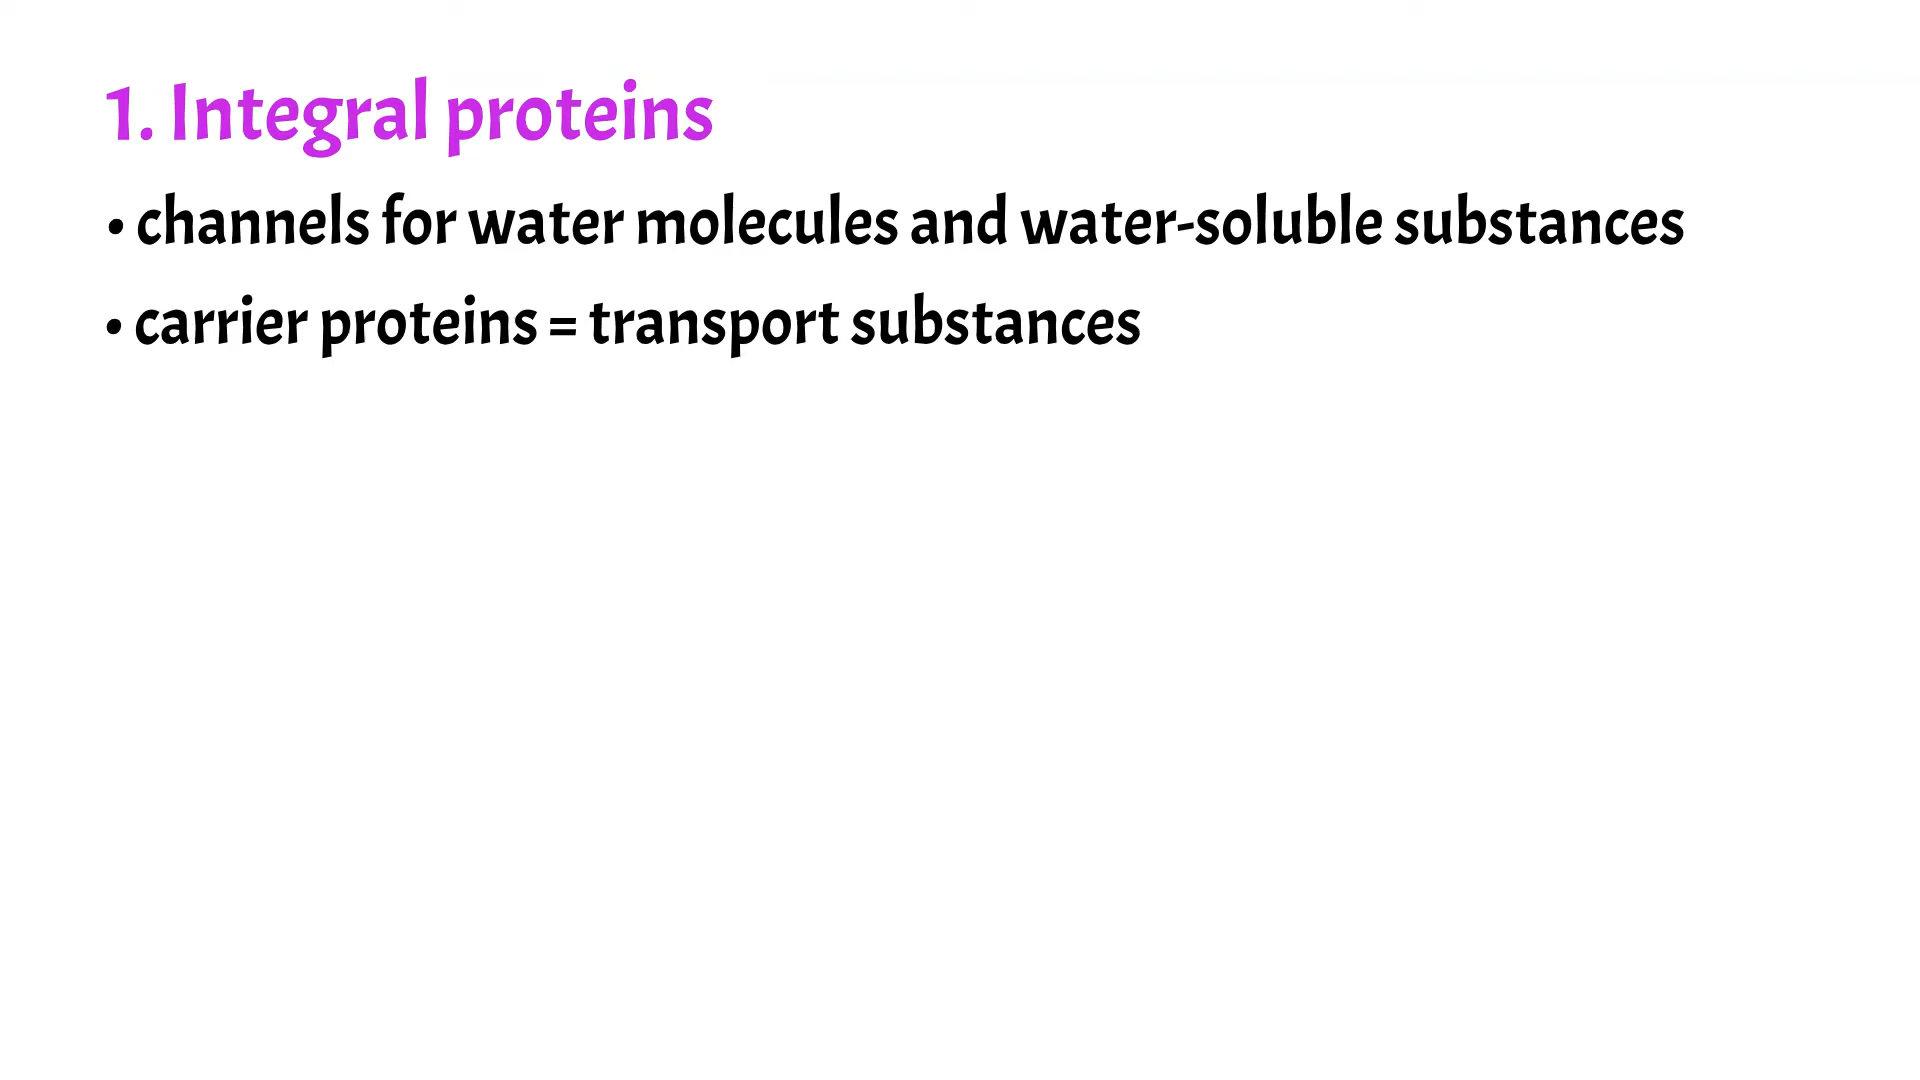 1. Integral proteins
• channels for water molecules and water-soluble substances
• carrier proteins = transport substances